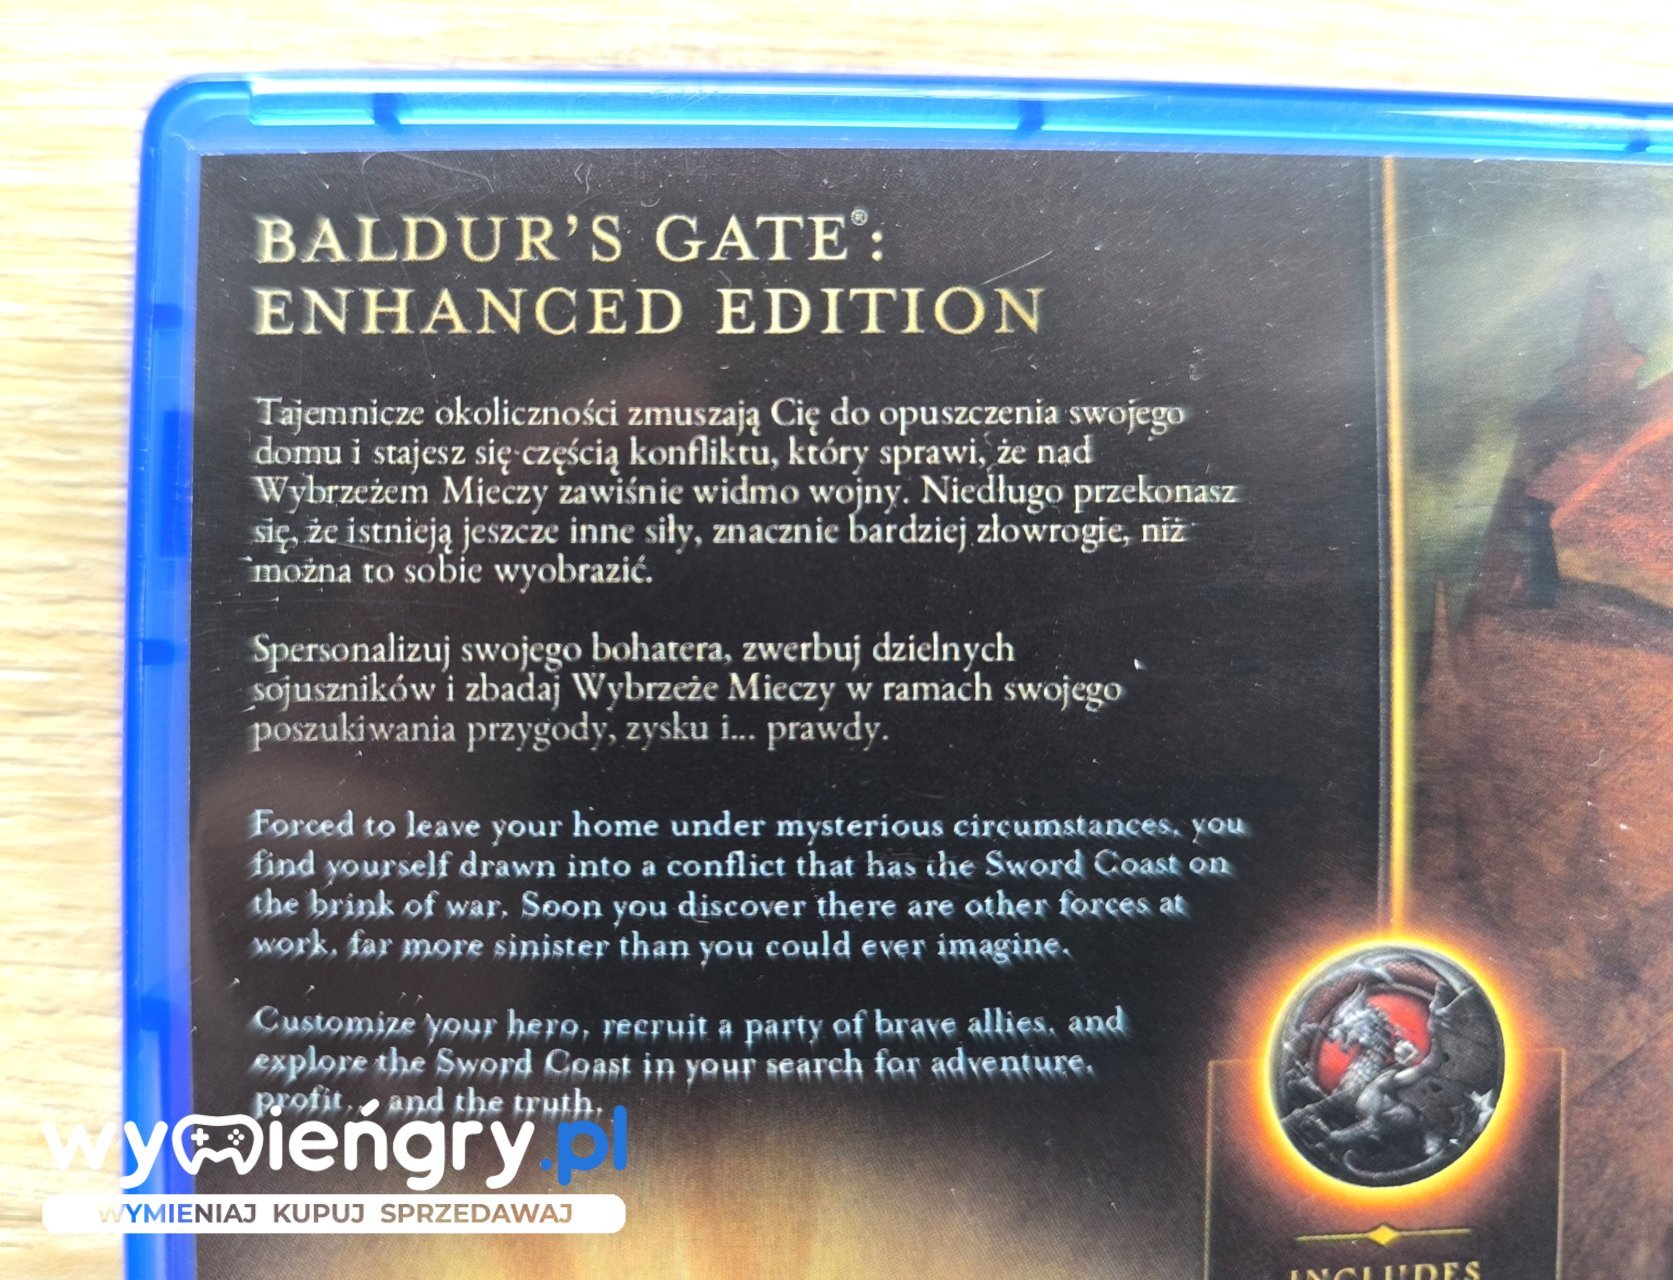 BALDUR'S GATE®:
ENHANCED EDITION
Tajemnicze okoliczności zmuszają Cię do opuszczenia swojego
domu i stajesz się częścią konfliktu, który sprawi, że nad
Wybrzeżem Mieczy zawiśnie widmo wojny. Niedługo przekonasz
się, że istnieją jeszcze inne siły, znacznie bardziej złowrogie, niż
można to sobie wyobrazić.
Spersonalizuj swojego bohatera, zwerbuj dzielnych
sojuszników i zbadaj Wybrzeże Mieczy w ramach swojego
poszukiwania przygody, zysku i... prawdy.
Forced to leave your home under mysterious circumstances, you
find yourself drawn into a conflict that has the Sword Coast on
the brink of war. Soon you discover there are other forces at
work, far more sinister than you could ever imagine.
Customize your hero, recruit a party of brave allies, and
explore the Sword Coast in your search for adventure,
profit... and the truth.
INCLUDES
wymieńgry.pl
WYMIENIAJ KUPUJ SPRZEDAWAJ